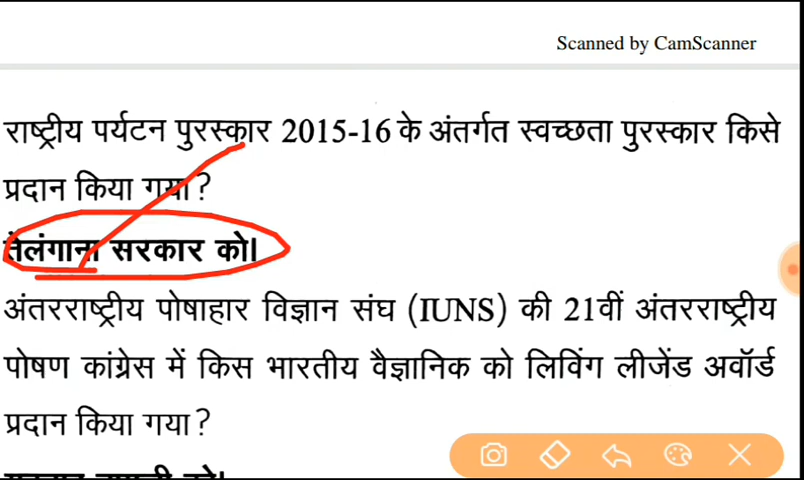 Scanned by CamScanner
राष्ट्रीय पर्यटन पुरस्कार 2015-16 के अंतर्गत स्वच्छता पुरस्कार किसे
प्रदान किया गया?
तेलंगाना सरकार को।
अंतरराष्ट्रीय पोषाहार विज्ञान संघ (IUNS) की 21वीं अंतरराष्ट्रीय
पोषण कांग्रेस में किस भारतीय वैज्ञानिक को लिविंग लीजेंड अवॉर्ड
प्रदान किया गया?